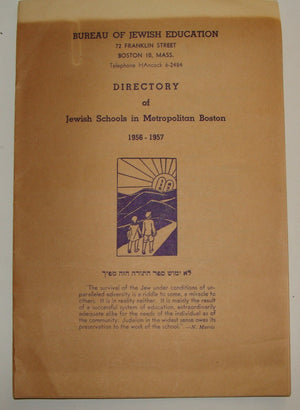 BUREAU OF JEWISH EDUCATION
72 FRANKLIN STREET
BOSTON 10, MASS.
Telephone HAncock 6-2484
DIRECTORY
of
Jewish Schools in Metropolitan Boston
1956 - 1957
לא ימוש ספר התורה הזה מפיך
"The survival of the Jew under conditions of un-
paralleled adversity is a riddle to some, a miracle to
others. It is in reality neither. It is mainly the result
of a successful system of education, extraordinarily
adequate alike for the needs of the individual as of
the community. Judaism in the widest sense owes its
preservation to the work of the school." —N. Morris